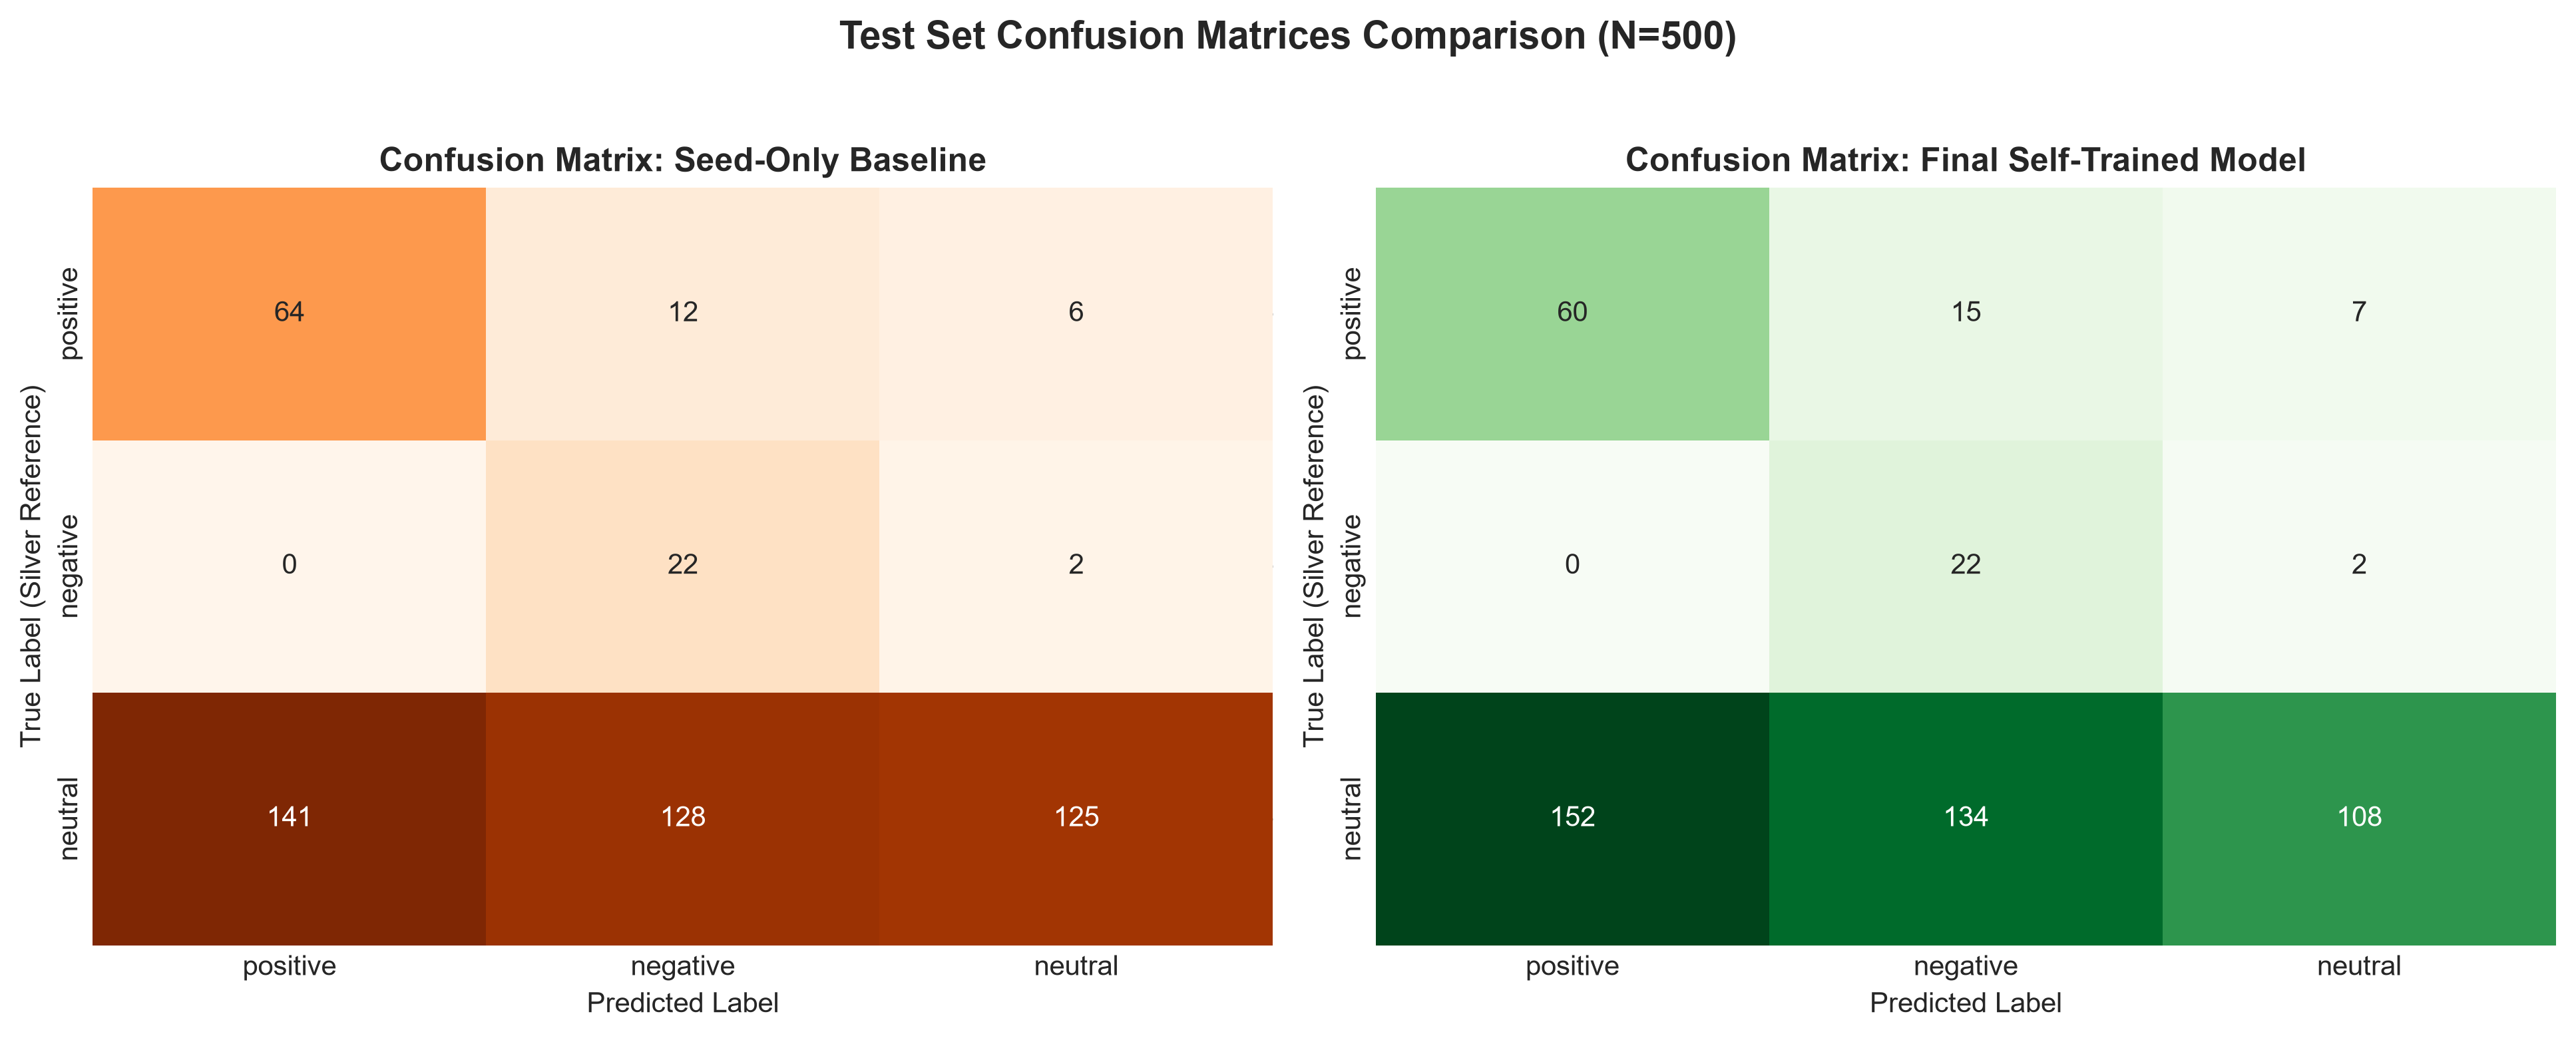 Test Set Confusion Matrices Comparison (N=500)
Confusion Matrix: Seed-Only Baseline
True Label (Silver Reference)
positive
64 12 6
negative
0 22 2
neutral
141 128 125
positive negative neutral
Predicted Label
Confusion Matrix: Final Self-Trained Model
True Label (Silver Reference)
positive
60 15 7
negative
0 22 2
neutral
152 134 108
positive negative neutral
Predicted Label